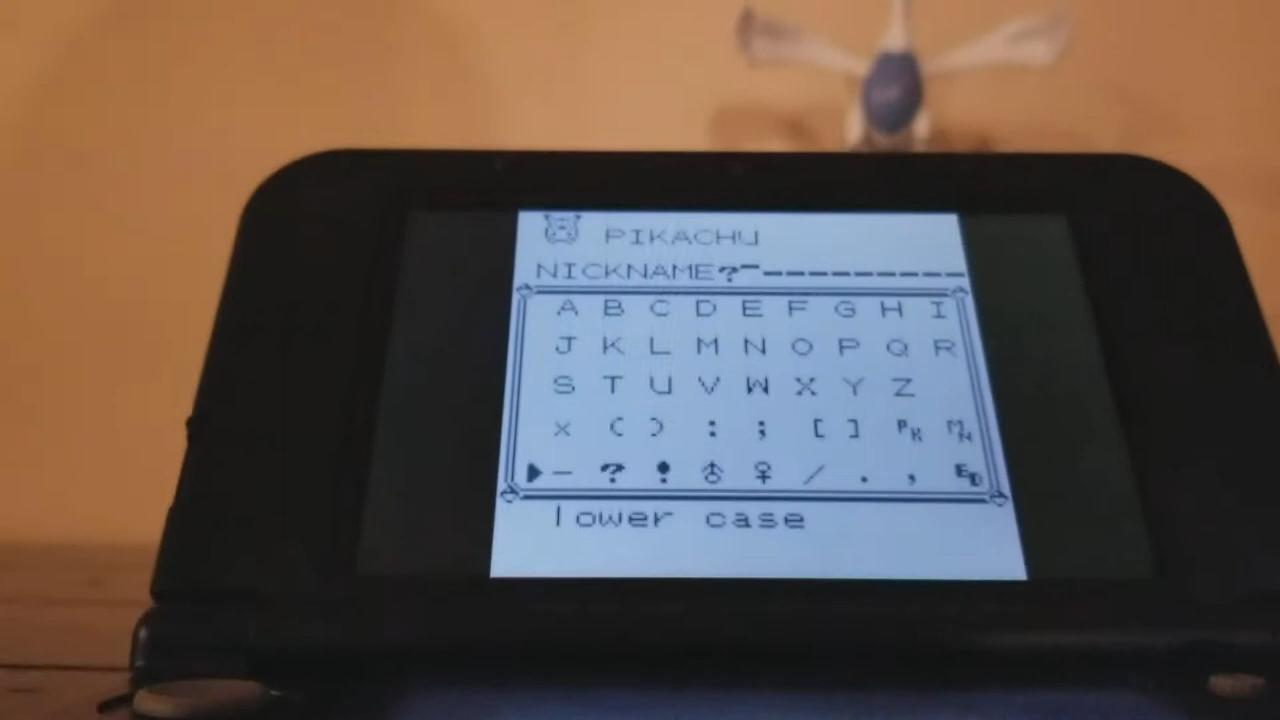 PIKACHU
NICKNAME?
A B C D E F G H I
J K L M N O P Q R
S T U V W X Y Z
× ( ) : ; [ ] PK MN
- ? ! ♂ ♀ / . , ED
lower case